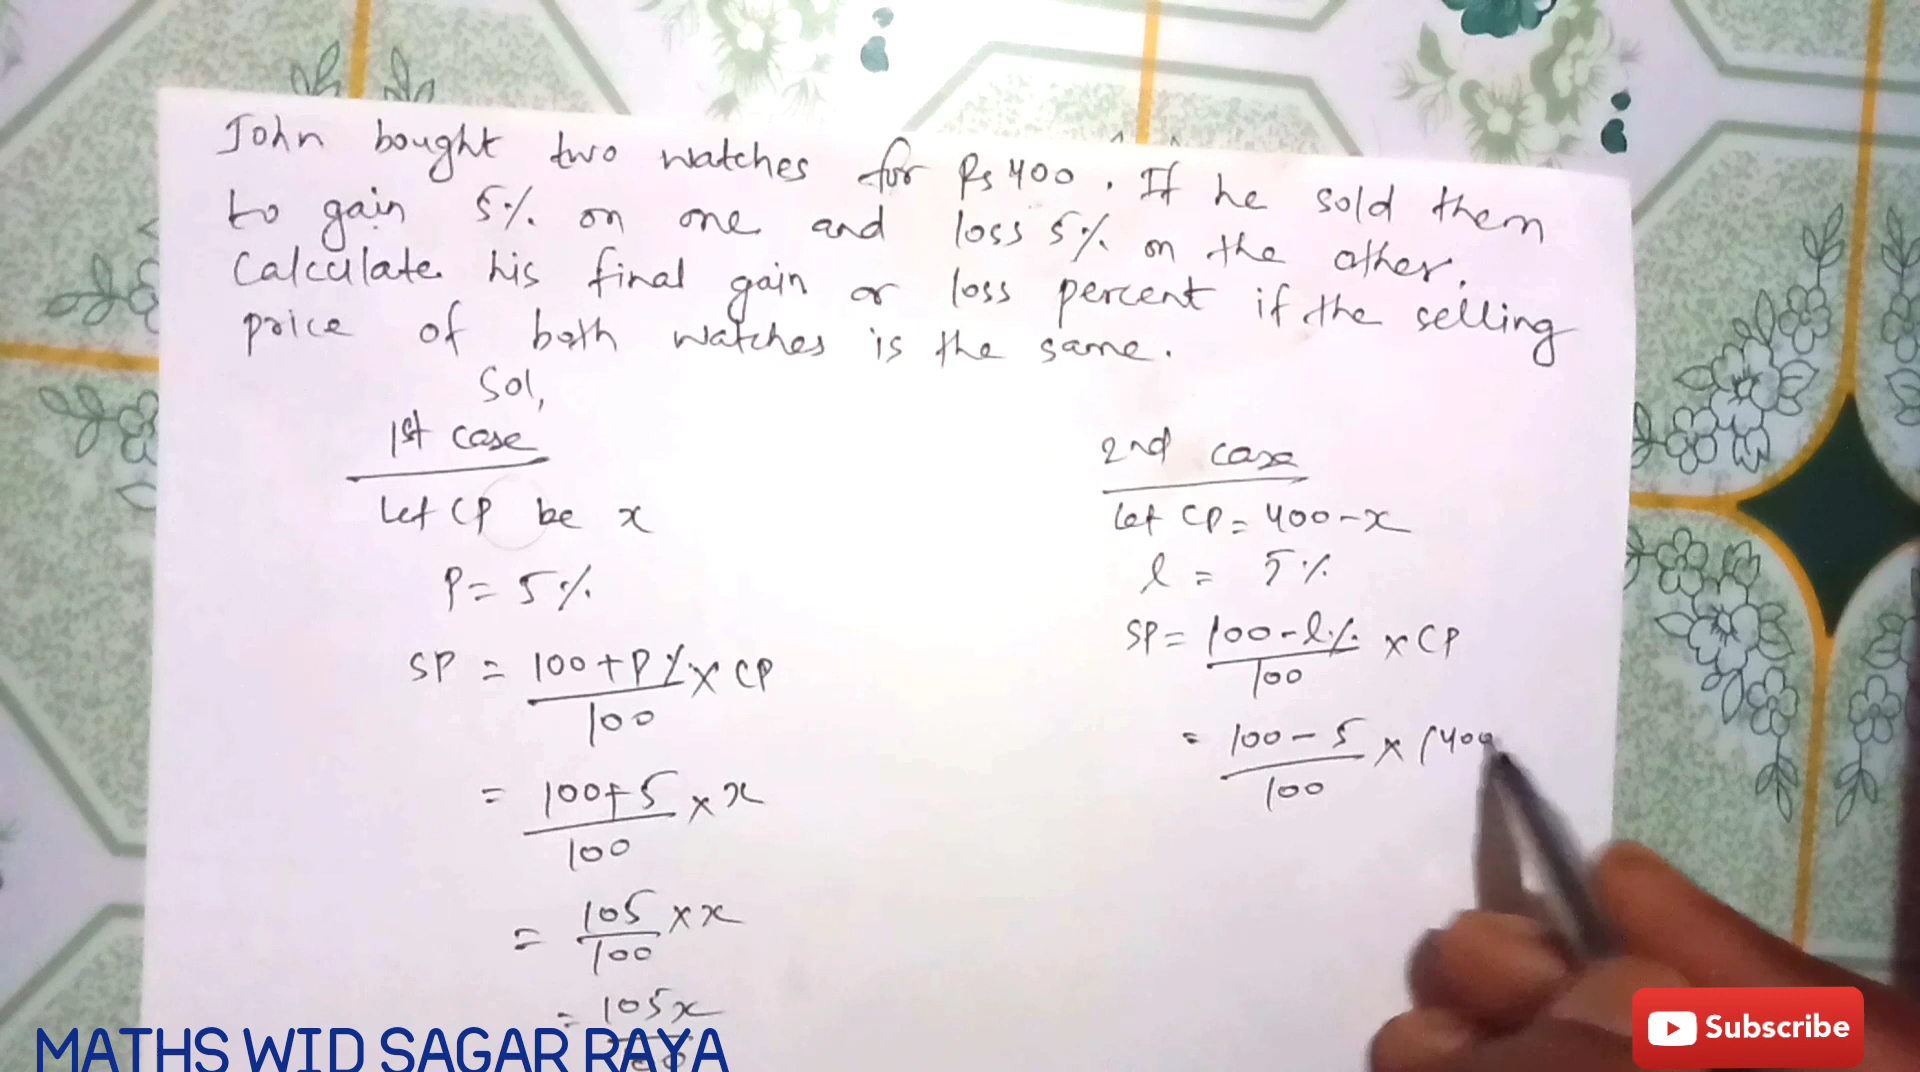 John bought two watches for Rs 400. If he sold them
to gain 5% on one and loss 5% on the other.
Calculate his final gain or loss percent if the selling
price of both watches is the same.
Sol,
1st case
Let CP be x
P = 5%
SP = 100 + P% / 100 × CP
= 100 + 5 / 100 × x
= 105 / 100 × x
= 105x
2nd case
Let CP = 400 - x
l = 5%
SP = 100 - l% / 100 × CP
= 100 - 5 / 100 × (400
MATHS WID SAGAR RAYA
Subscribe